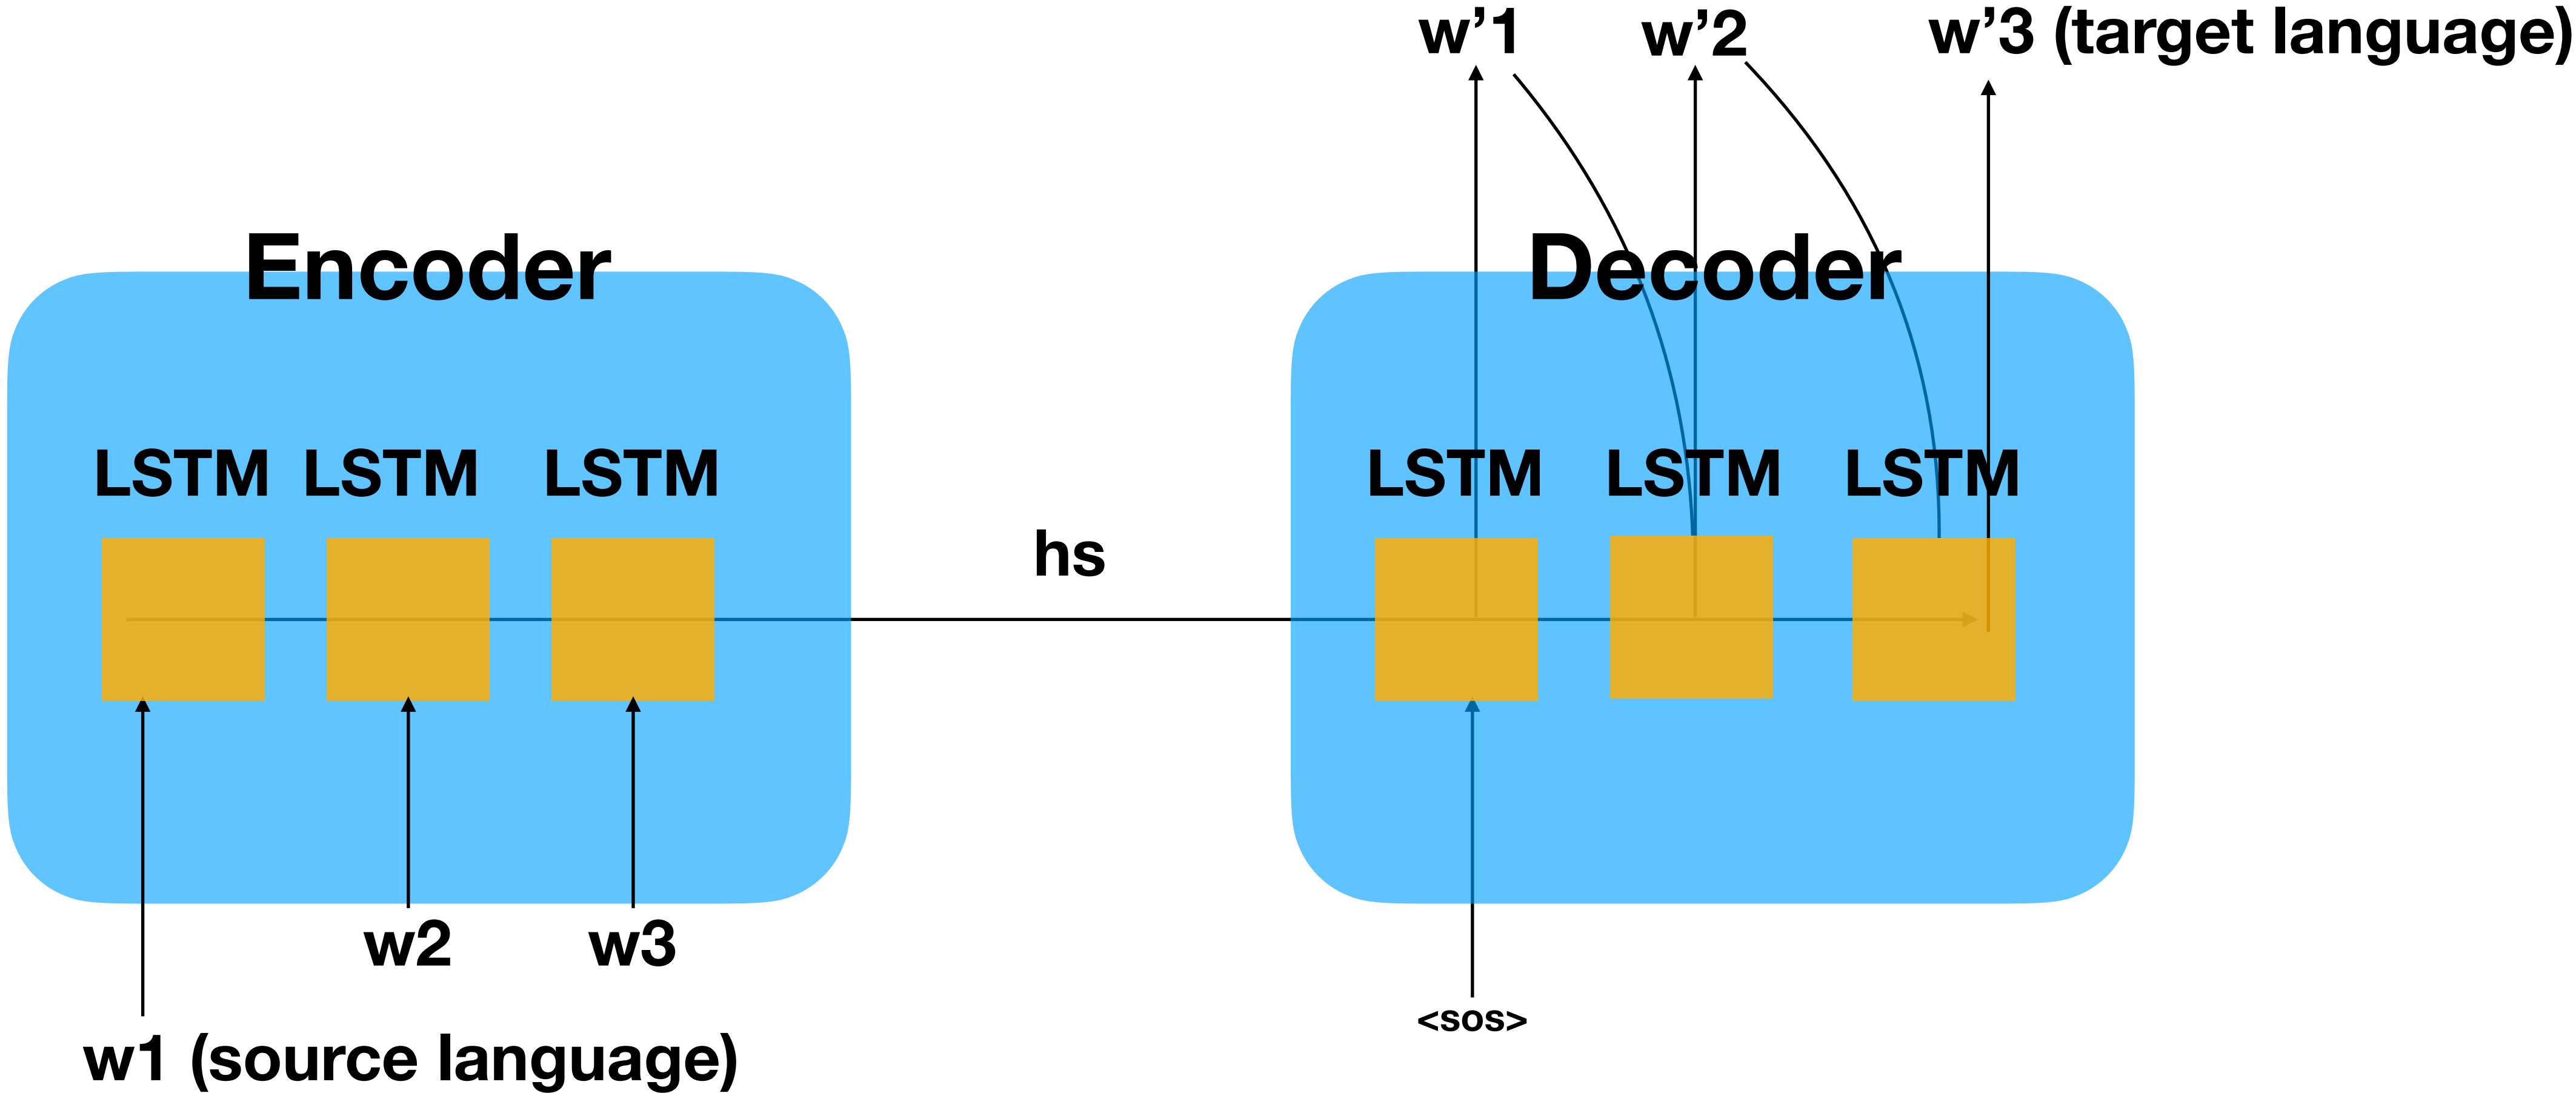 w’1
w’2
w’3 (target language)
Encoder
Decoder
LSTM
LSTM
LSTM
LSTM
LSTM
LSTM
hs
w2
w3
<sos>
w1 (source language)